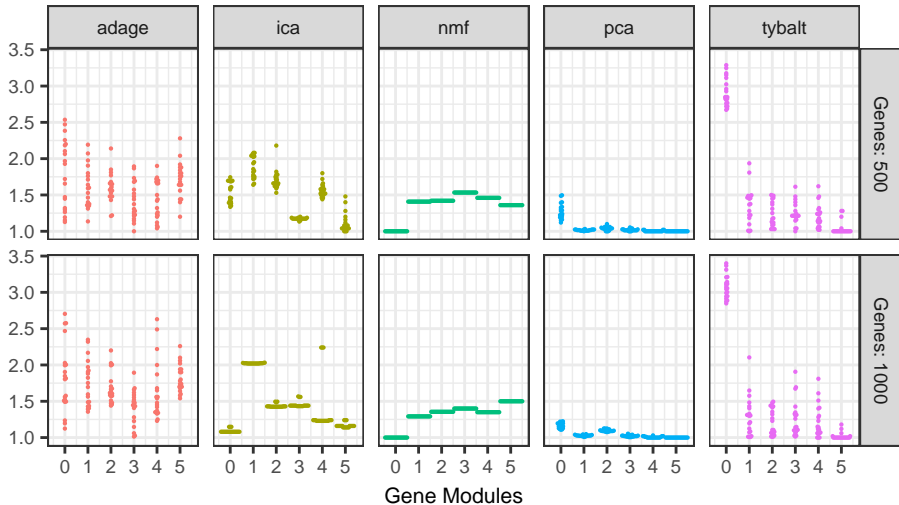 adage ica nmf pca tybalt
3.5
3.0
2.5
2.0
1.5
1.0
Genes: 500
3.5
3.0
2.5
2.0
1.5
1.0
Genes: 1000
0 1 2 3 4 5 0 1 2 3 4 5 0 1 2 3 4 5 0 1 2 3 4 5 0 1 2 3 4 5
Gene Modules